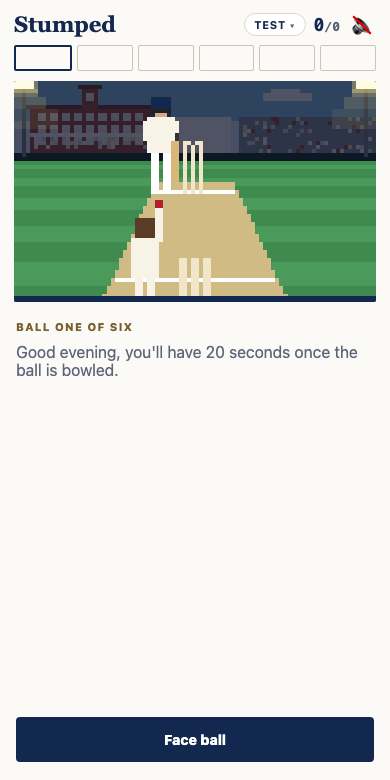 Stumped
TEST ▾
0/0
BALL ONE OF SIX
Good evening, you'll have 20 seconds once the
ball is bowled.
Face ball